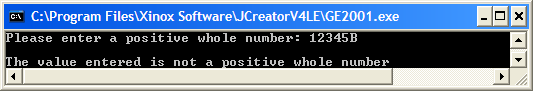 C:\Program Files\Xinox Software\JCreatorV4LE\GE2001.exe
Please enter a positive whole number: 12345B
The value entered is not a positive whole number